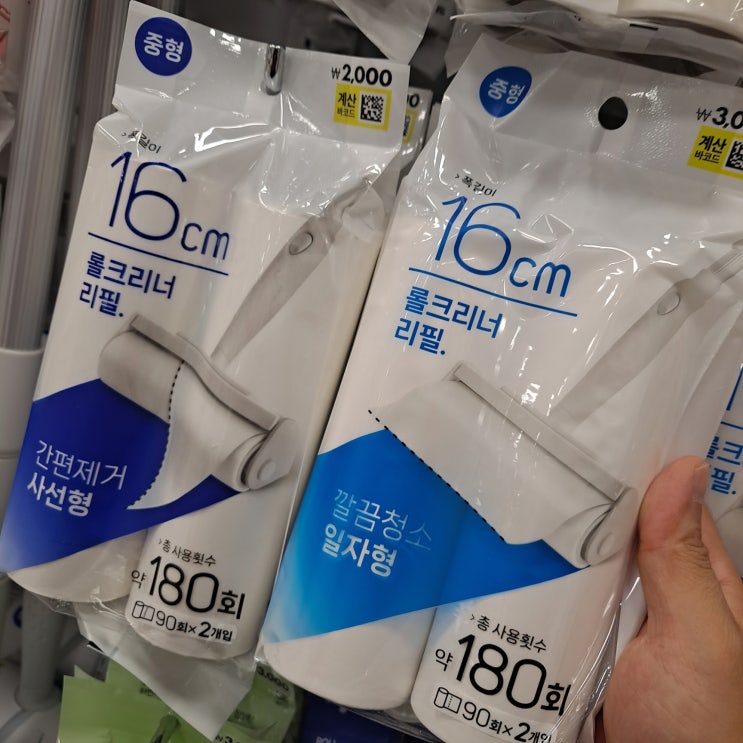 중형
₩2,000
계산
바코드
> 폭길이
16cm
롤크리너
리필.
간편제거
사선형
> 총 사용횟수
약 180회
90회×2개입
중형
₩3,0
계산
바코드
> 폭길이
16cm
롤크리너
리필.
깔끔청소
일자형
> 총 사용횟수
약 180회
90회×2개입